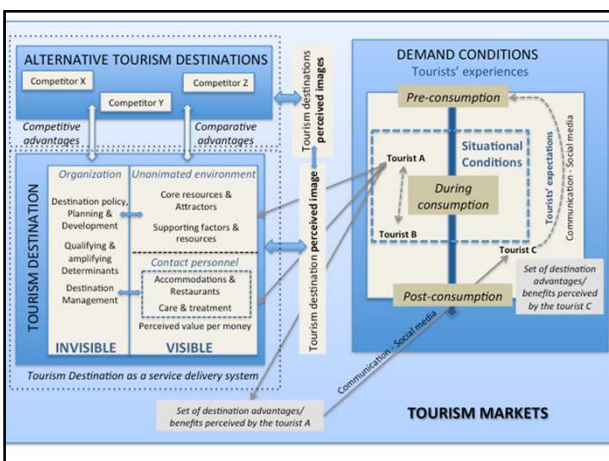 ALTERNATIVE TOURISM DESTINATIONS
Competitor X
Competitor Y
Competitor Z
Competitive
advantages
Comparative
advantages
TOURISM DESTINATION
Organization
Destination policy,
Planning &
Development
Qualifying &
amplifying
Determinants
Destination
Management
INVISIBLE
Unanimated environment
Core resources &
Attractors
Supporting factors &
resources
Contact personnel
Accommodations &
Restaurants
Care & treatment
Perceived value per money
VISIBLE
Tourism Destination as a service delivery system
Tourism destinations
perceived images
Tourism destination perceived image
Set of destination advantages/
benefits perceived by the tourist A
Communication - Social media
DEMAND CONDITIONS
Tourists' experiences
Pre-consumption
Tourist A
Situational
Conditions
During
consumption
Tourist B
Tourist C
Tourists' expectations
Communication - Social media
Set of destination
advantages/
benefits perceived
by the tourist C
Post-consumption
TOURISM MARKETS